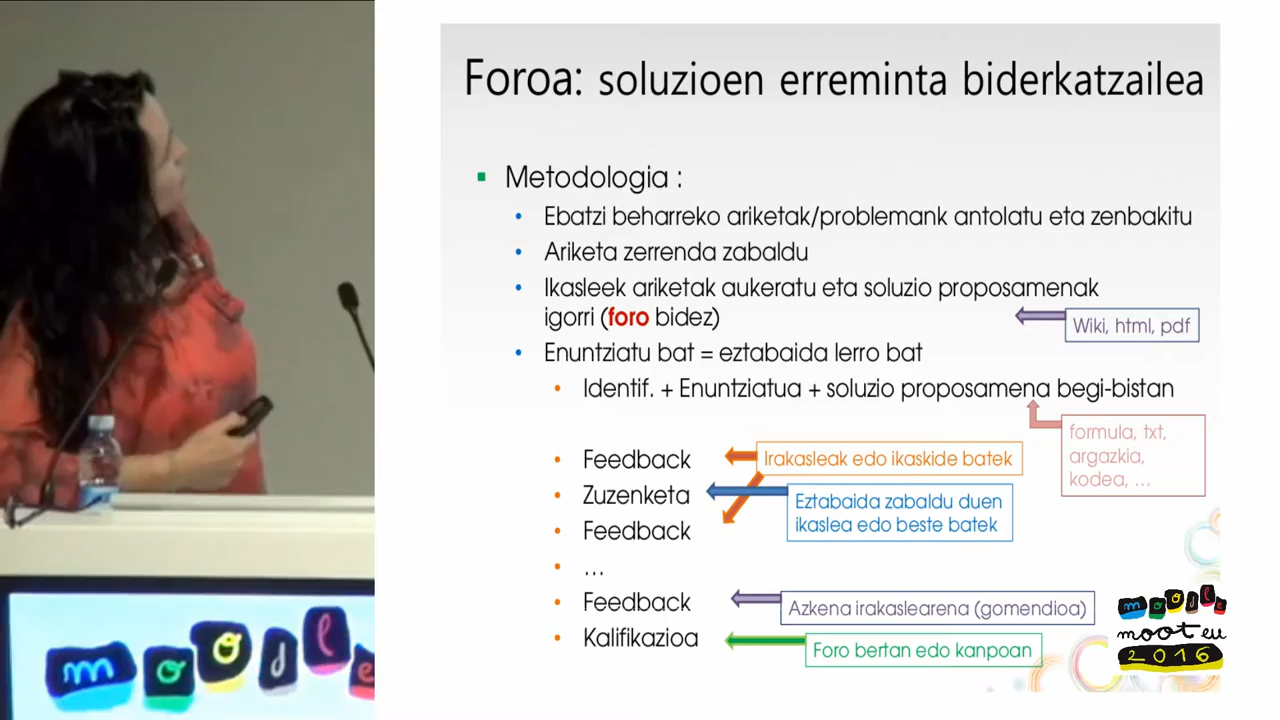 Foroa: soluzioen erreminta biderkatzailea
Metodologia :
Ebatzi beharreko ariketak/problemank antolatu eta zenbakitu
Ariketa zerrenda zabaldu
Ikasleek ariketak aukeratu eta soluzio proposamenak
igorri (foro bidez)
Wiki, html, pdf
Enuntziatu bat = eztabaida lerro bat
Identif. + Enuntziatua + soluzio proposamena begi-bistan
formula, txt,
argazkia,
kodea, ...
Feedback
Irakasleak edo ikaskide batek
Zuzenketa
Eztabaida zabaldu duen
ikaslea edo beste batek
Feedback
...
Feedback
Azkena irakaslearena (gomendioa)
Kalifikazioa
Foro bertan edo kanpoan
moodle
moot eu
2016
moodle